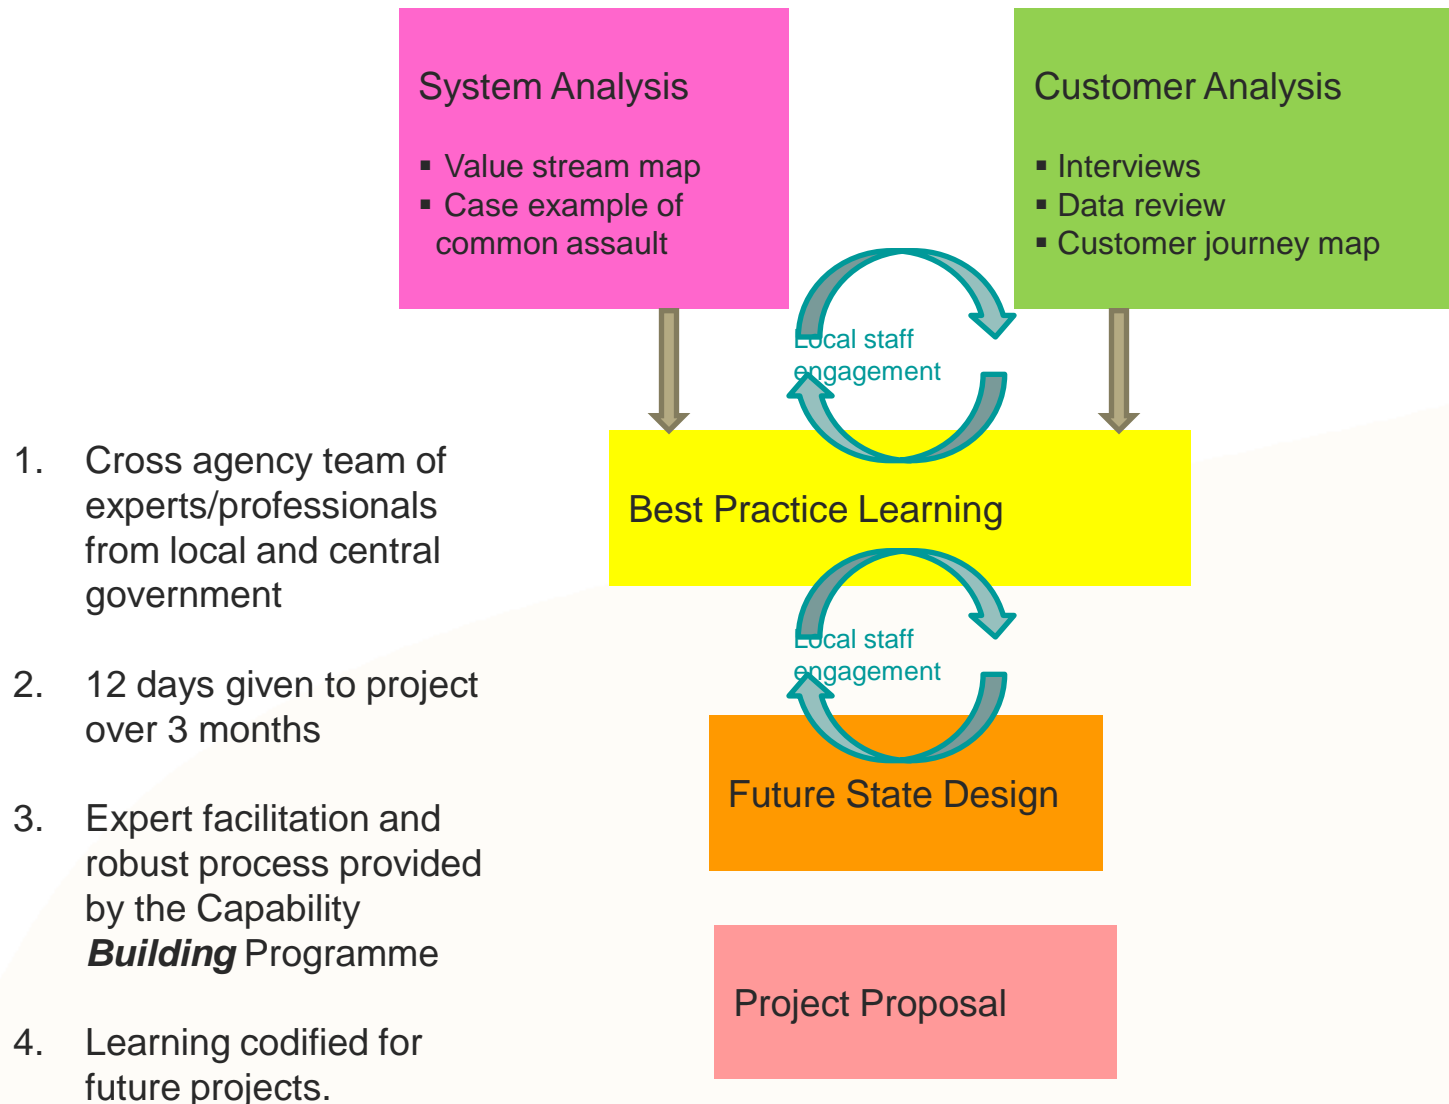 System Analysis
▪ Value stream map
▪ Case example of
common assault
Customer Analysis
▪ Interviews
▪ Data review
▪ Customer journey map
Local staff
engagement
Best Practice Learning
Local staff
engagement
Future State Design
Project Proposal
1. Cross agency team of
experts/professionals
from local and central
government
2. 12 days given to project
over 3 months
3. Expert facilitation and
robust process provided
by the Capability
Building Programme
4. Learning codified for
future projects.